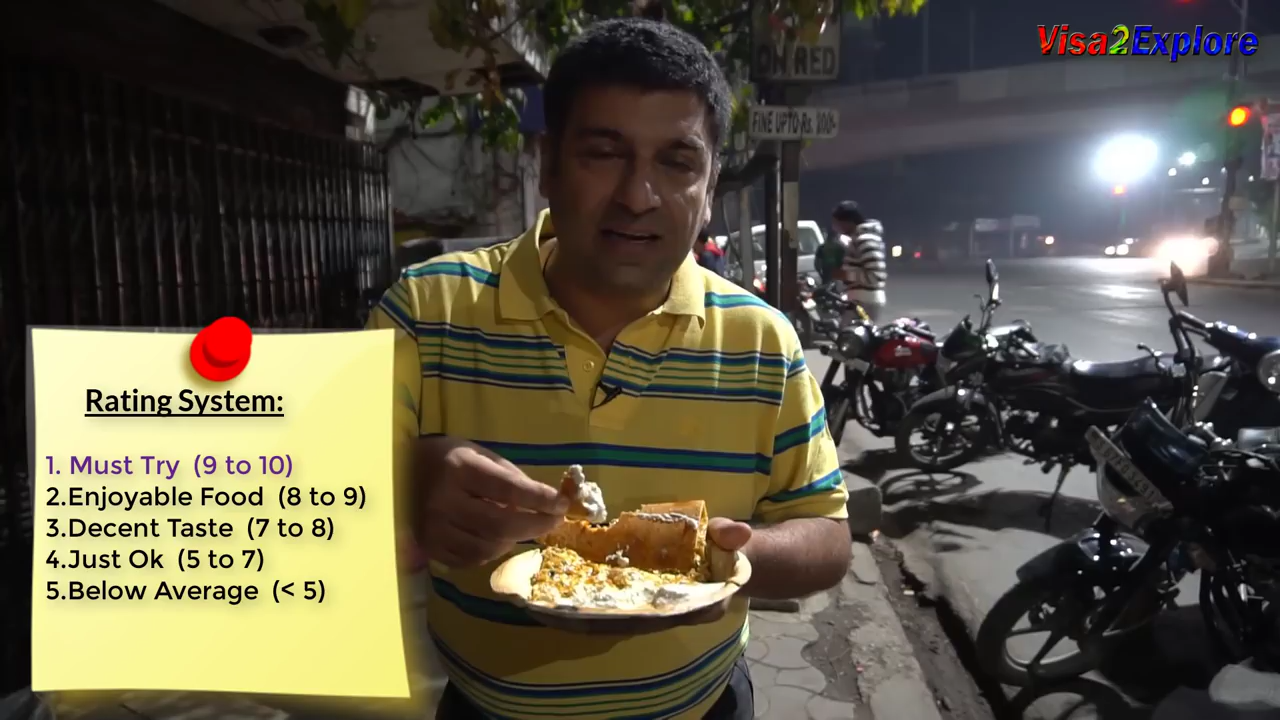 Visa2Explore
ON RED
FINE UPTO Rs. 100/-
Rating System:
1. Must Try (9 to 10)
2.Enjoyable Food (8 to 9)
3.Decent Taste (7 to 8)
4.Just Ok (5 to 7)
5.Below Average (< 5)